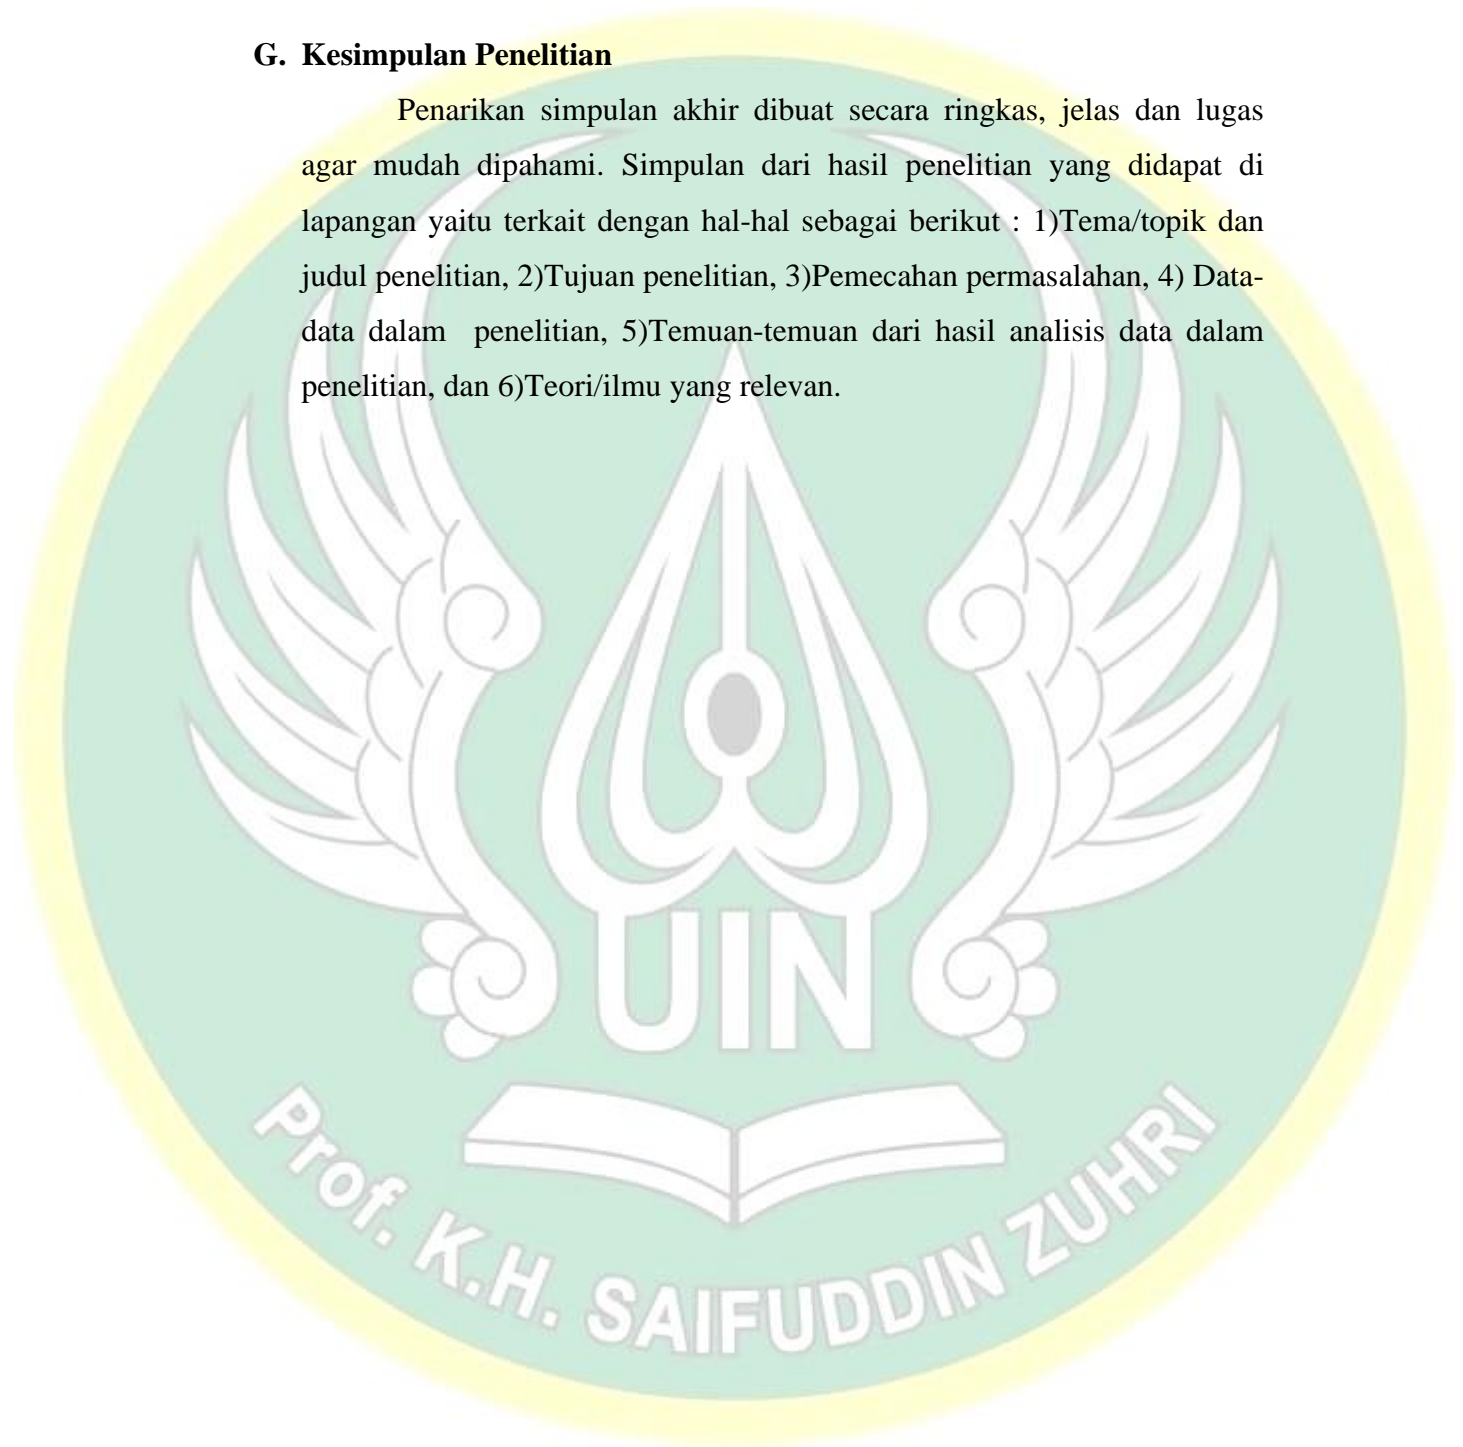 G. Kesimpulan Penelitian
Penarikan simpulan akhir dibuat secara ringkas, jelas dan lugas
agar mudah dipahami. Simpulan dari hasil penelitian yang didapat di
lapangan yaitu terkait dengan hal-hal sebagai berikut : 1)Tema/topik dan
judul penelitian, 2)Tujuan penelitian, 3)Pemecahan permasalahan, 4) Data-
data dalam penelitian, 5)Temuan-temuan dari hasil analisis data dalam
penelitian, dan 6)Teori/ilmu yang relevan.
UIN
Prof. K.H. SAIFUDDIN ZUHRI